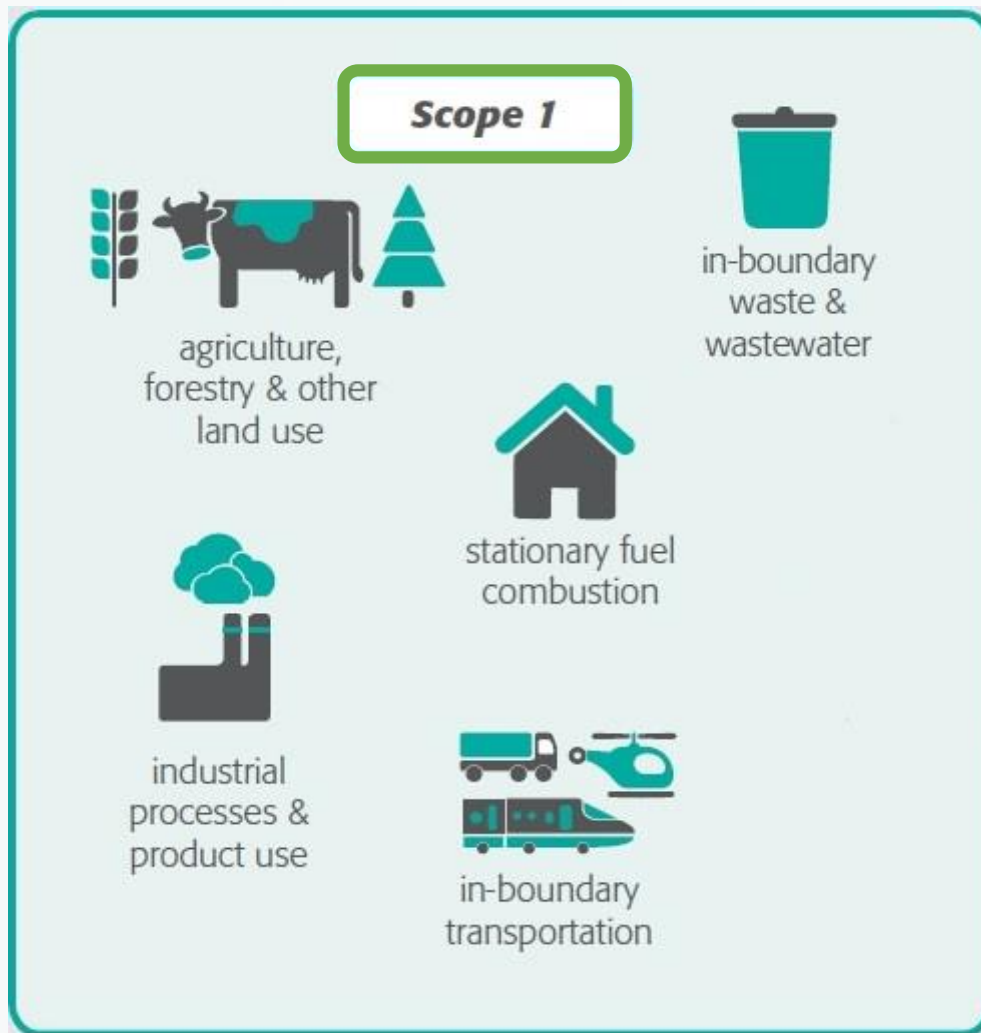 Scope 1
in-boundary
waste &
wastewater
agriculture,
forestry & other
land use
stationary fuel
combustion
industrial
processes &
product use
in-boundary
transportation